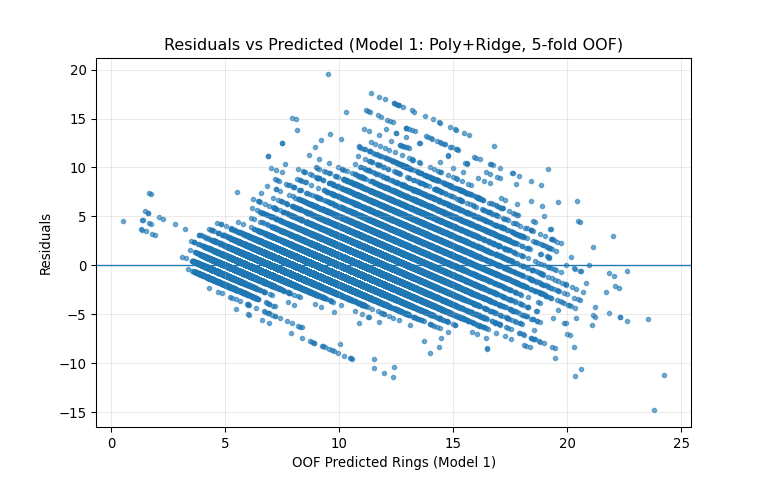 Residuals vs Predicted (Model 1: Poly+Ridge, 5-fold OOF)
20
15
10
5
0
−5
−10
−15
Residuals
0 5 10 15 20 25
OOF Predicted Rings (Model 1)